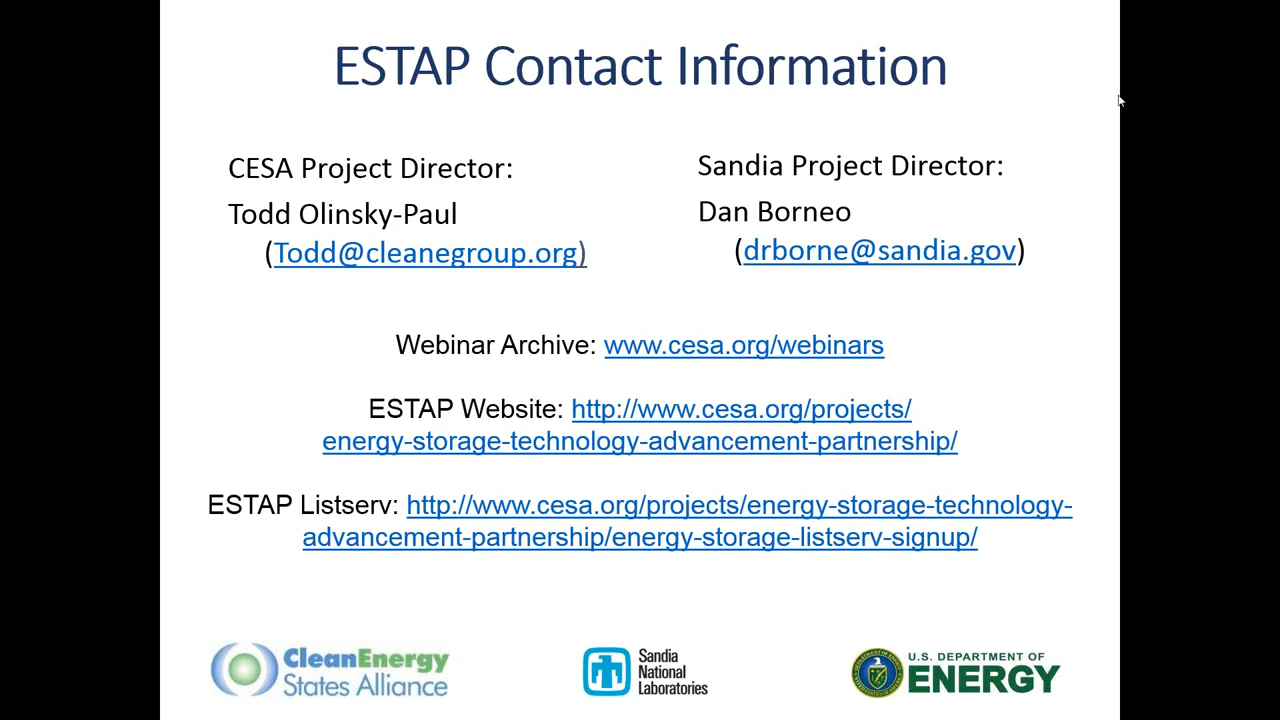 ESTAP Contact Information
CESA Project Director:
Todd Olinsky-Paul
(Todd@cleanegroup.org)
Sandia Project Director:
Dan Borneo
(drborne@sandia.gov)
Webinar Archive: www.cesa.org/webinars
ESTAP Website: http://www.cesa.org/projects/
energy-storage-technology-advancement-partnership/
ESTAP Listserv: http://www.cesa.org/projects/energy-storage-technology-
advancement-partnership/energy-storage-listserv-signup/
CleanEnergy
States Alliance
Sandia
National
Laboratories
U.S. DEPARTMENT OF
ENERGY